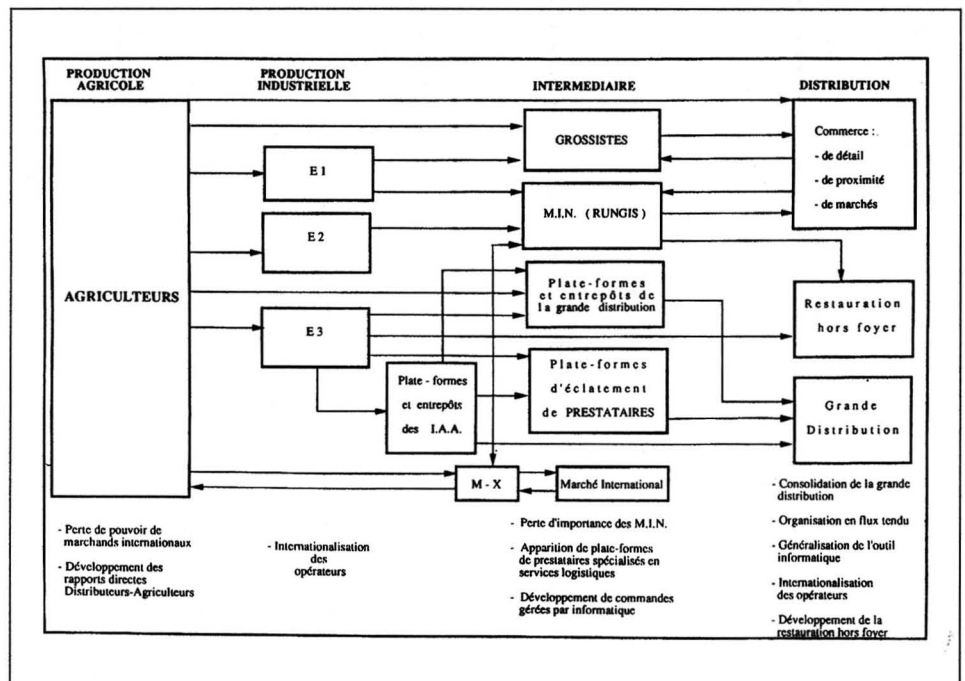 PRODUCTION
AGRICOLE
PRODUCTION
INDUSTRIELLE
INTERMEDIAIRE
DISTRIBUTION
AGRICULTEURS
E 1
E 2
E 3
Plate - formes
et entrepôts
des I.A.A.
GROSSISTES
M.I.N. ( RUNGIS )
Plate-formes
et entrepôts de
la grande distribution
Plate-formes
d'éclatement
de PRESTATAIRES
M - X
Marché International
Commerce :
- de détail
- de proximité
- de marchés
Restauration
hors foyer
Grande
Distribution
- Perte de pouvoir de
marchands internationaux
- Développement des
rapports directes
Distributeurs-Agriculteurs
- Internationalisation
des
opérateurs
- Perte d'importance des M.I.N.
- Apparition de plate-formes
de prestataires spécialisés en
services logistiques
- Développement de commandes
gérées par informatique
- Consolidation de la grande
distribution
- Organisation en flux tendu
- Généralisation de l'outil
informatique
- Internationalisation
des opérateurs
- Développement de la
restauration hors foyer